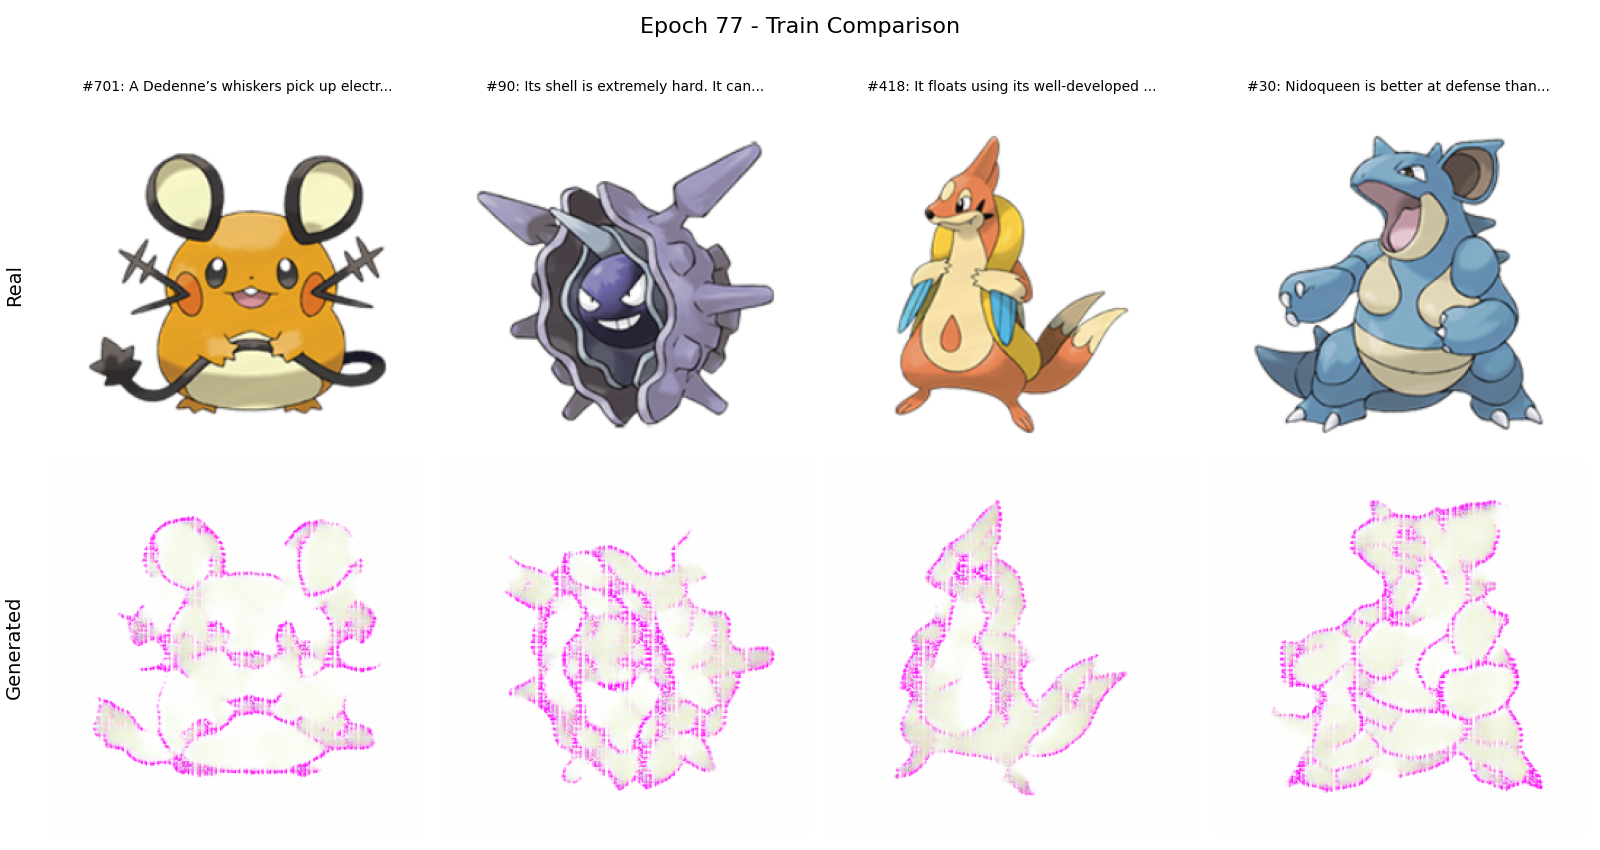 Epoch 77 - Train Comparison
#701: A Dedenne’s whiskers pick up electr...
#90: Its shell is extremely hard. It can...
#418: It floats using its well-developed ...
#30: Nidoqueen is better at defense than...
Real
Generated